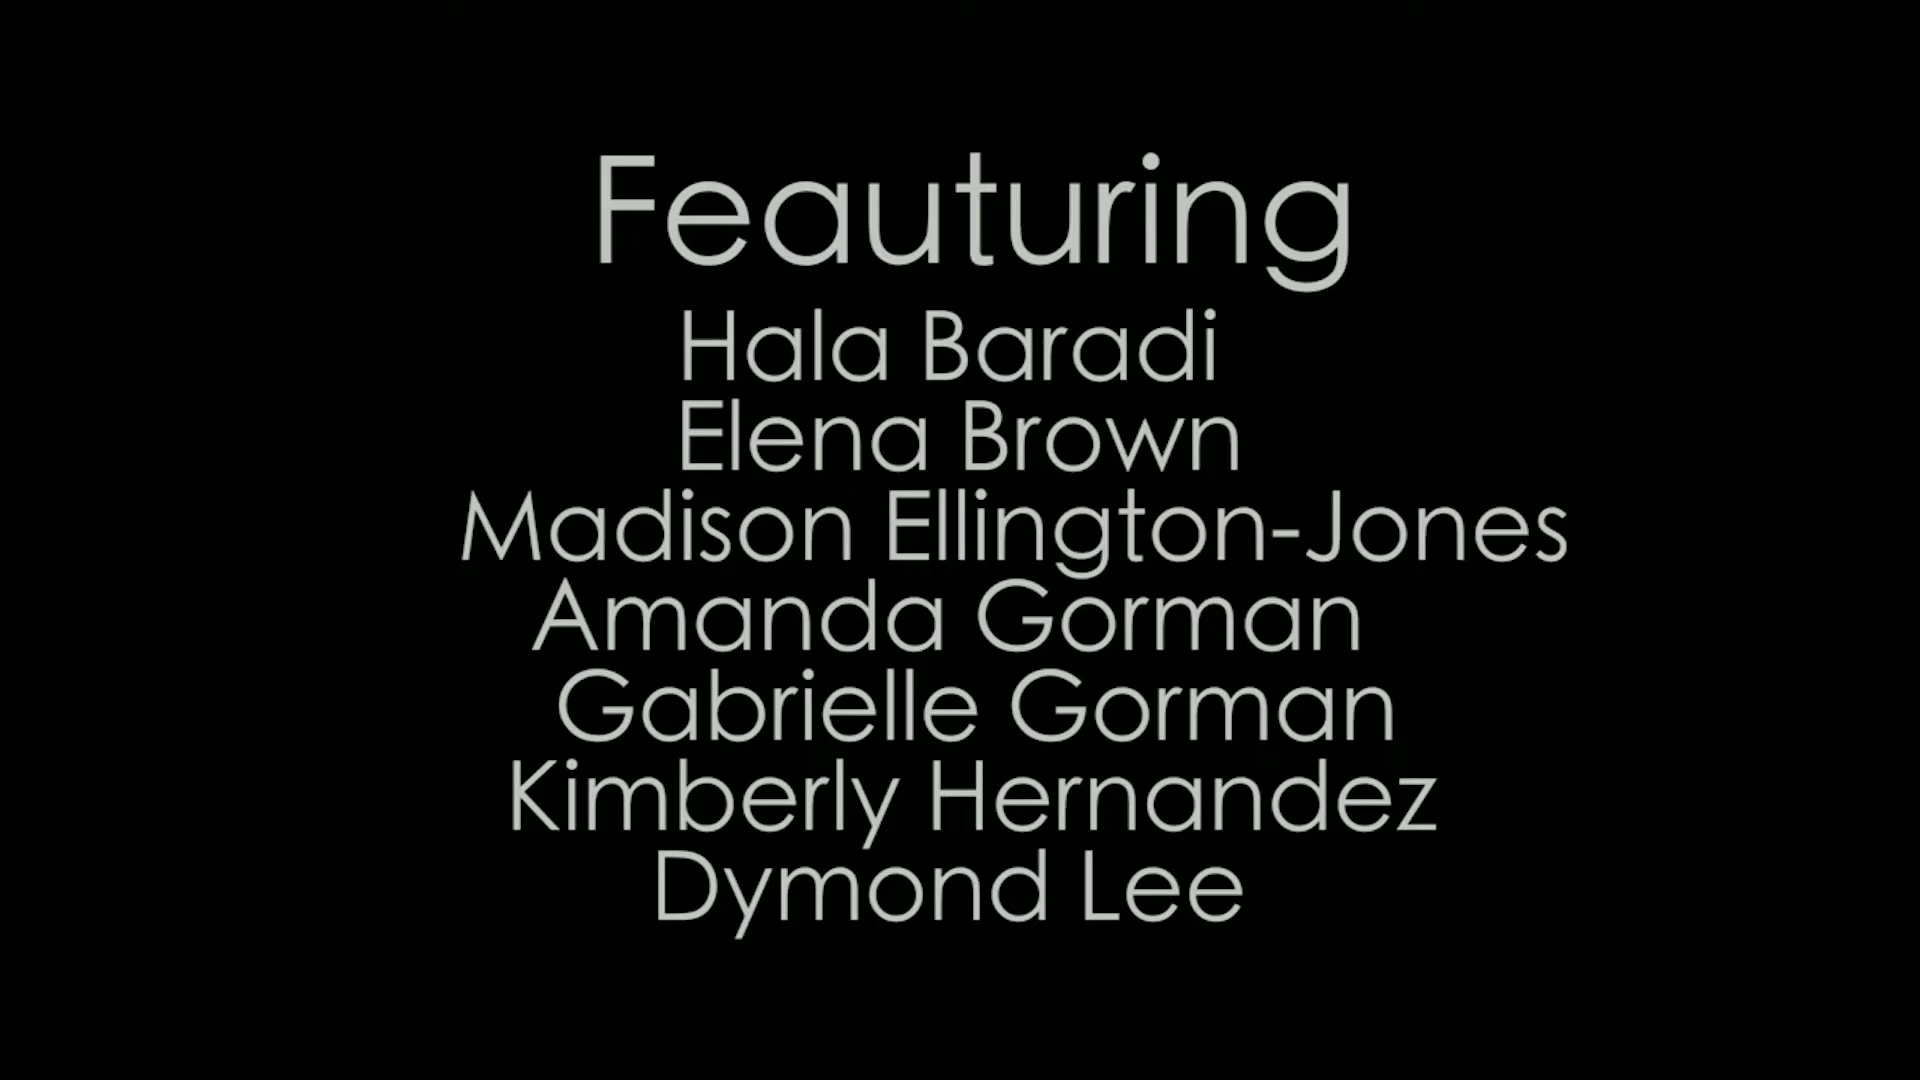 Feauturing
Hala Baradi
Elena Brown
Madison Ellington-Jones
Amanda Gorman
Gabrielle Gorman
Kimberly Hernandez
Dymond Lee